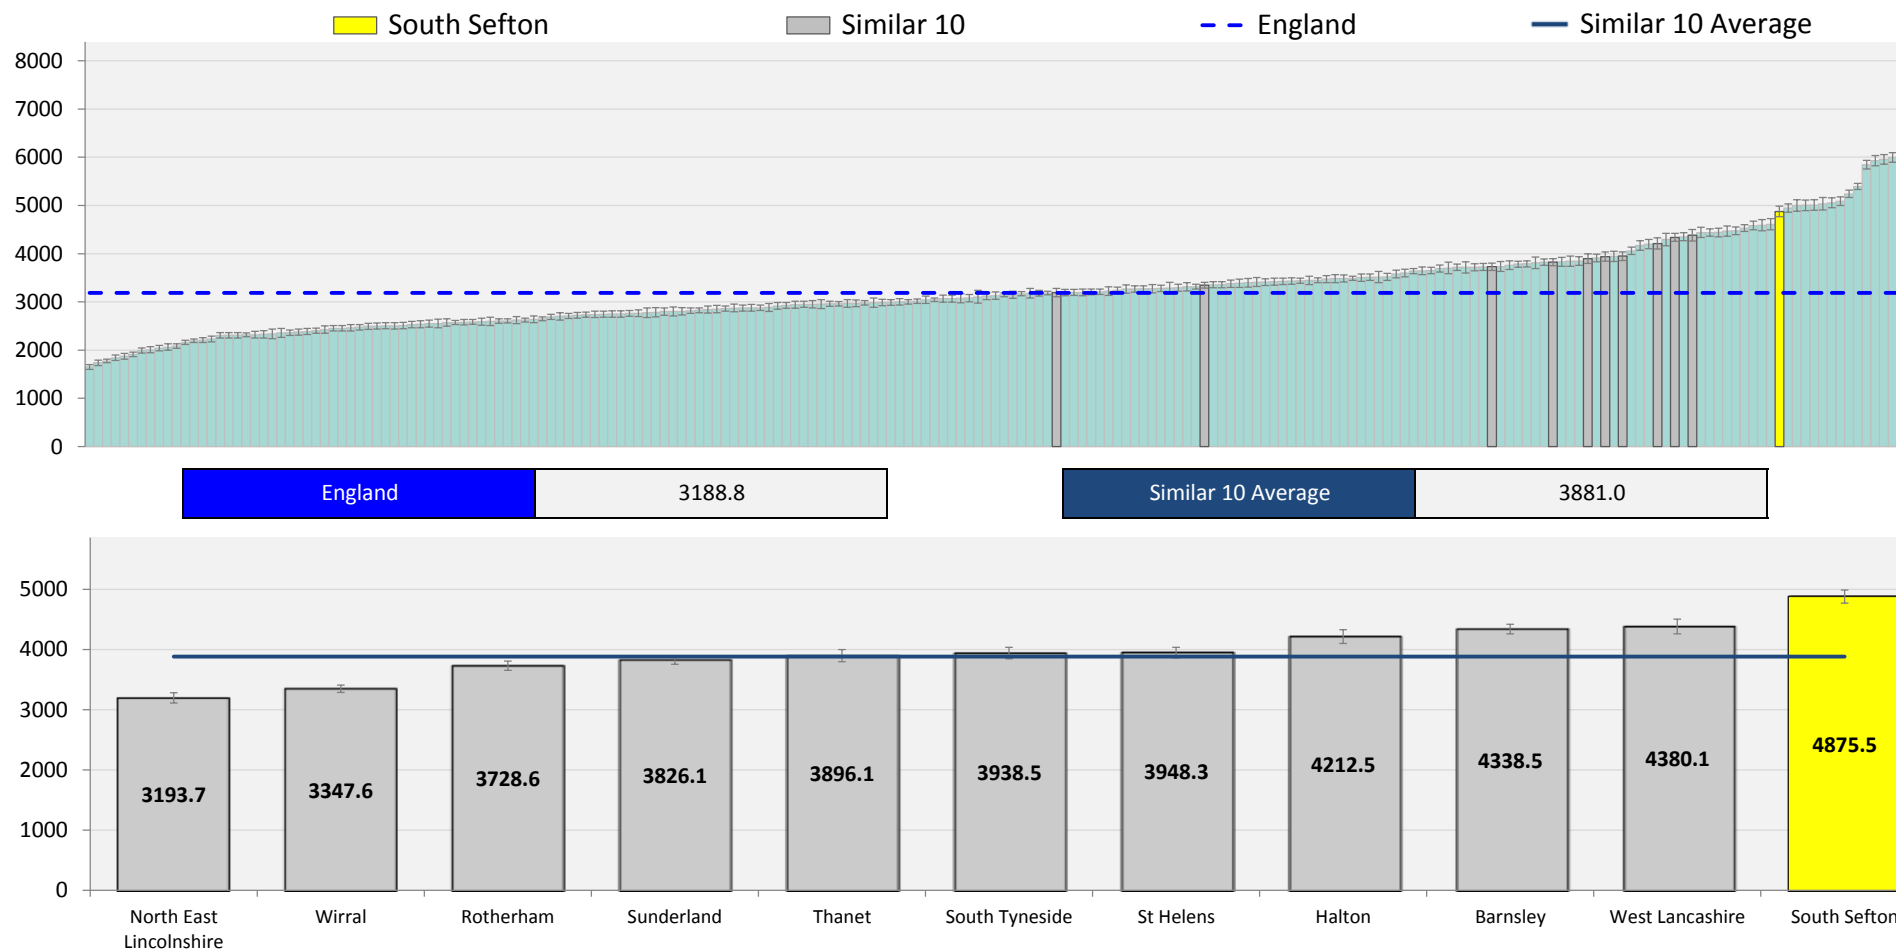 South Sefton
Similar 10
England
Similar 10 Average
8000
7000
6000
5000
4000
3000
2000
1000
0
England 3188.8
Similar 10 Average 3881.0
5000
4000
3000
2000
1000
0
3193.7
3347.6
3728.6
3826.1
3896.1
3938.5
3948.3
4212.5
4338.5
4380.1
4875.5
North East
Lincolnshire
Wirral
Rotherham
Sunderland
Thanet
South Tyneside
St Helens
Halton
Barnsley
West Lancashire
South Sefton